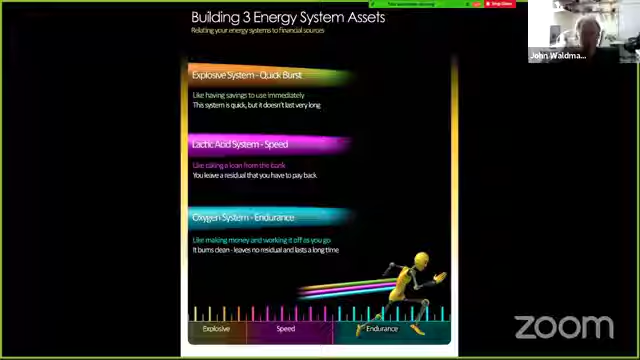 Building 3 Energy System Assets
Relating your energy systems to financial sources
Explosive System - Quick Burst
Like having savings to use immediately
This system is quick, but it doesn't last very long
Lactic Acid System - Speed
Like taking a loan from the bank
You leave a residual that you have to pay back
Oxygen System - Endurance
Like making money and working it off as you go
It burns clean - leaves no residual and lasts a long time
Explosive
Speed
Endurance
John Waldma...
zoom